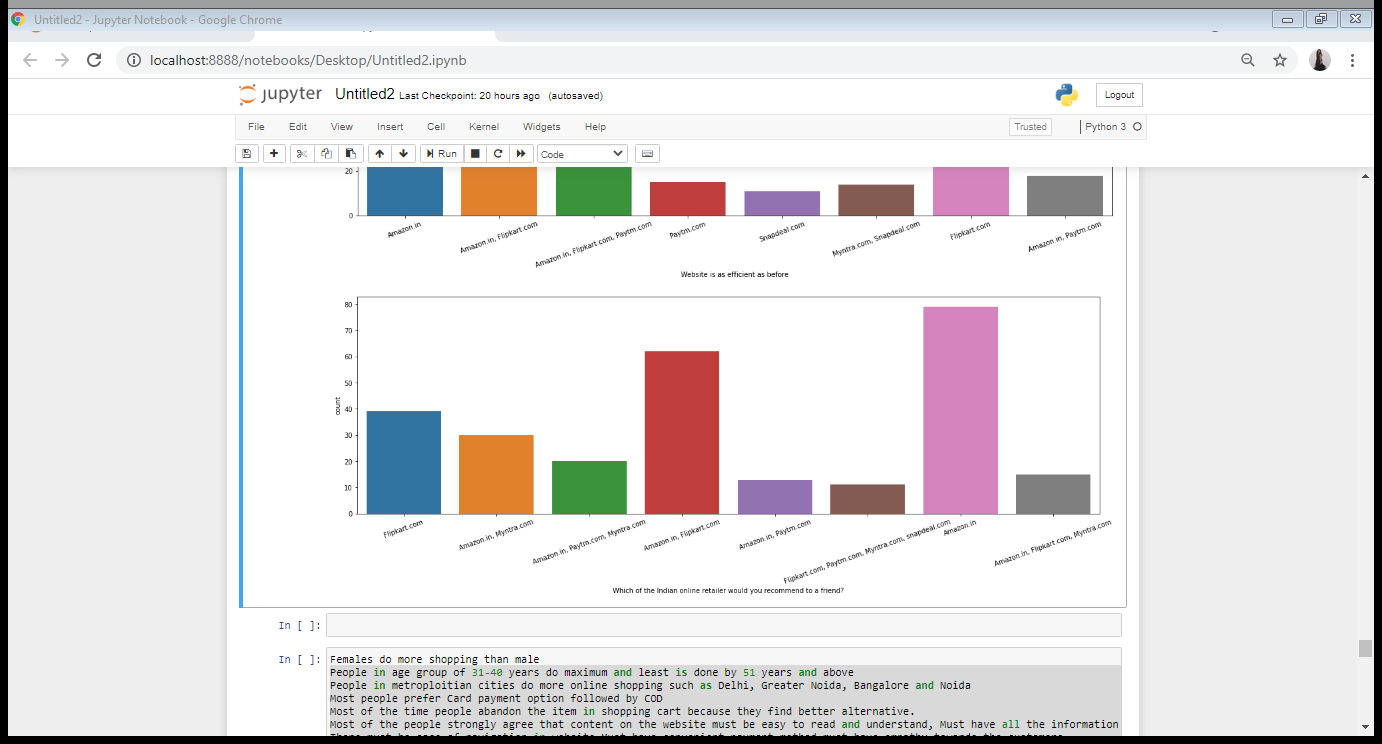 Untitled2 - Jupyter Notebook - Google Chrome
localhost:8888/notebooks/Desktop/Untitled2.ipynb
jupyter Untitled2 Last Checkpoint: 20 hours ago (autosaved)
Logout
File Edit View Insert Cell Kernel Widgets Help
Trusted Python 3
Run Code
20
0
Amazon.in
Amazon.in, Flipkart.com
Amazon.in, Flipkart.com, Paytm.com
Paytm.com
Snapdeal.com
Myntra.com, Snapdeal.com
Flipkart.com
Amazon.in, Paytm.com
Website is as efficient as before
80
70
60
50
40
30
20
10
0
count
Flipkart.com
Amazon.in, Myntra.com
Amazon.in, Paytm.com, Myntra.com
Amazon.in, Flipkart.com
Amazon.in, Paytm.com
Flipkart.com, Paytm.com, Myntra.com, snapdeal.com
Amazon.in
Amazon.in, Flipkart.com, Myntra.com
Which of the Indian online retailer would you recommend to a friend?
In [ ]:
In [ ]:
Females do more shopping than male
People in age group of 31-40 years do maximum and least is done by 51 years and above
People in metroploitian cities do more online shopping such as Delhi, Greater Noida, Bangalore and Noida
Most people prefer Card payment option followed by COD
Most of the time people abandon the item in shopping cart because they find better alternative.
Most of the people strongly agree that content on the website must be easy to read and understand, Must have all the information